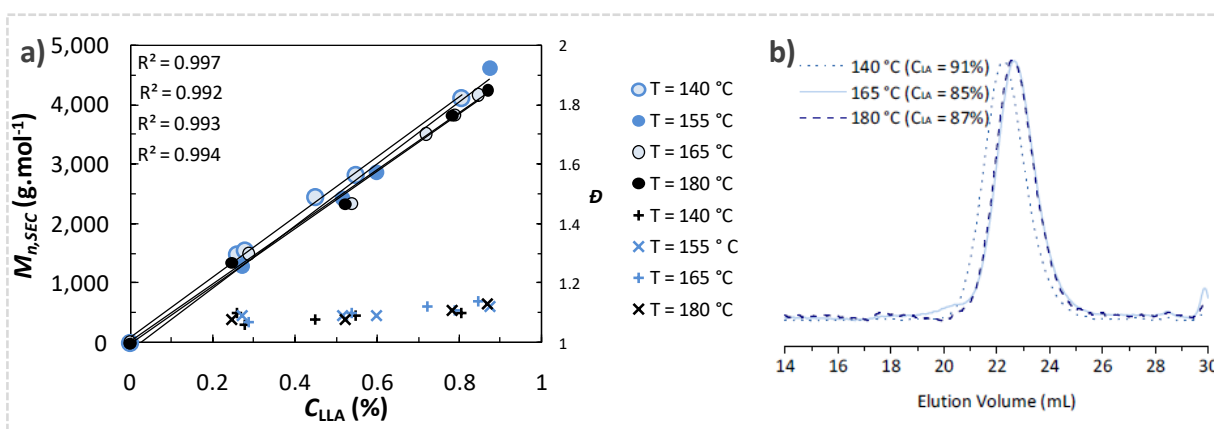 a)
5,000
4,000
3,000
2,000
1,000
0
M_n,SEC (g.mol⁻¹)
R² = 0.997
R² = 0.992
R² = 0.993
R² = 0.994
0 0.2 0.4 0.6 0.8 1
C_LLA (%)
2
1.8
1.6
1.4
1.2
1
Đ
T = 140 °C
T = 155 °C
T = 165 °C
T = 180 °C
T = 140 °C
T = 155 ° C
T = 165 °C
T = 180 °C
b)
140 °C (C_LA = 91%)
165 °C (C_LA = 85%)
180 °C (C_LA = 87%)
14 16 18 20 22 24 26 28 30
Elution Volume (mL)